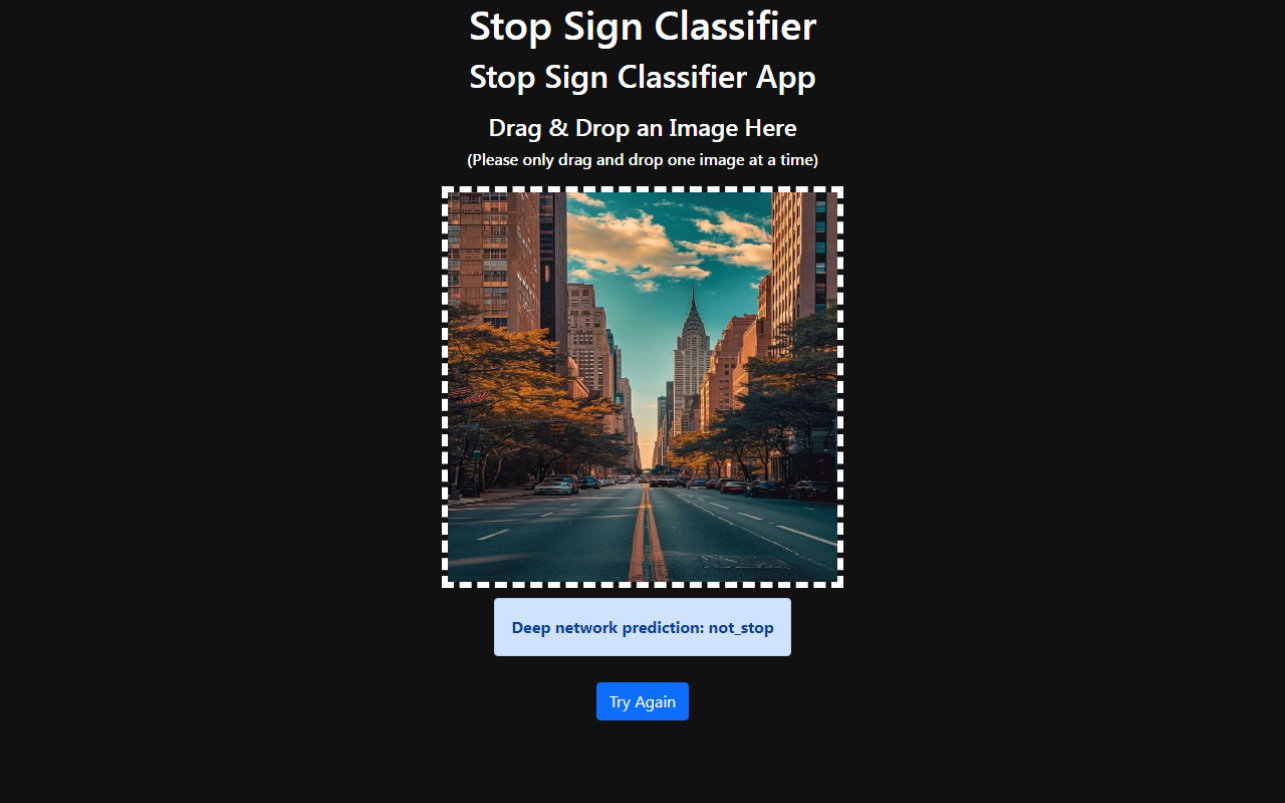 Stop Sign Classifier
Stop Sign Classifier App
Drag & Drop an Image Here
(Please only drag and drop one image at a time)
Deep network prediction: not_stop
Try Again